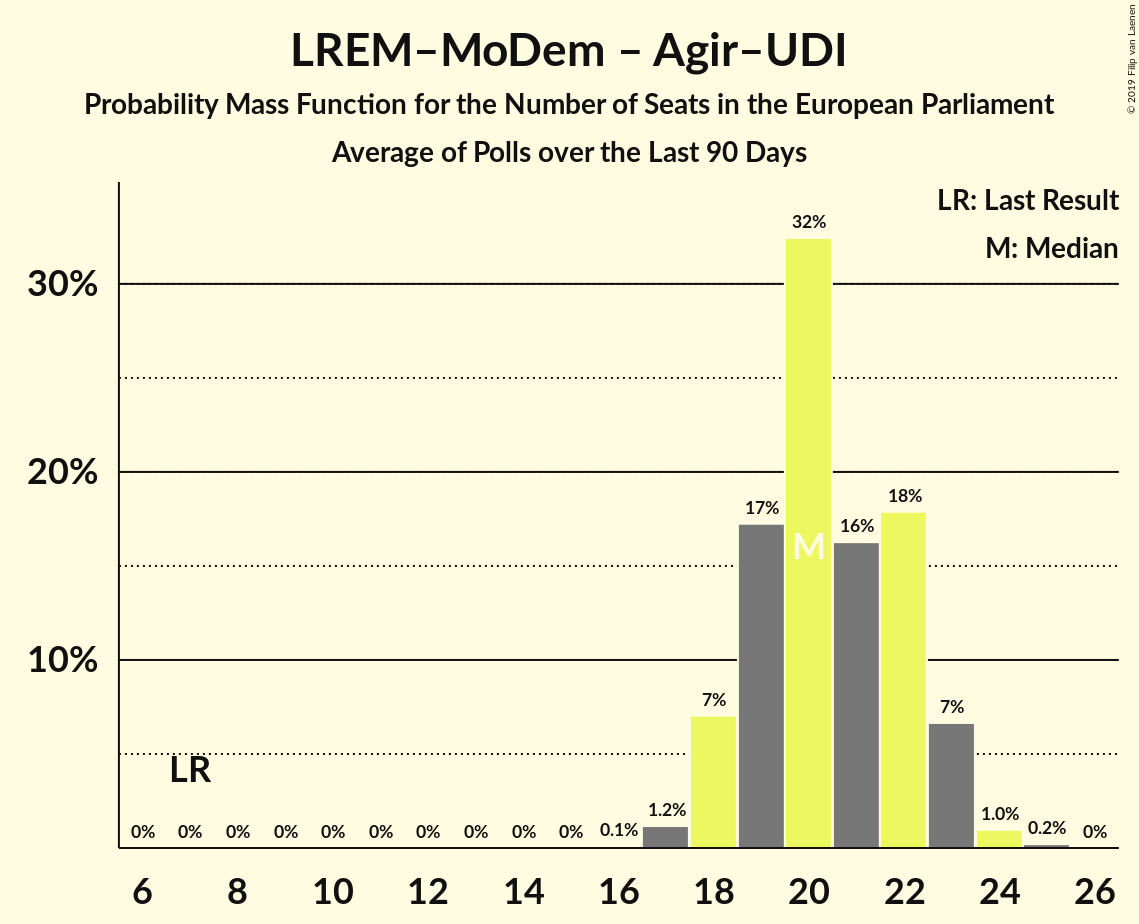 LREM–MoDem – Agir–UDI
Probability Mass Function for the Number of Seats in the European Parliament
Average of Polls over the Last 90 Days
© 2019 Filip van Laenen
LR: Last Result
M: Median
30%
20%
10%
0% 0% 0% 0% 0% 0% 0% 0% 0% 0% 0.1% 1.2% 7% 17% 32% 16% 18% 7% 1.0% 0.2% 0%
LR
M
6 8 10 12 14 16 18 20 22 24 26